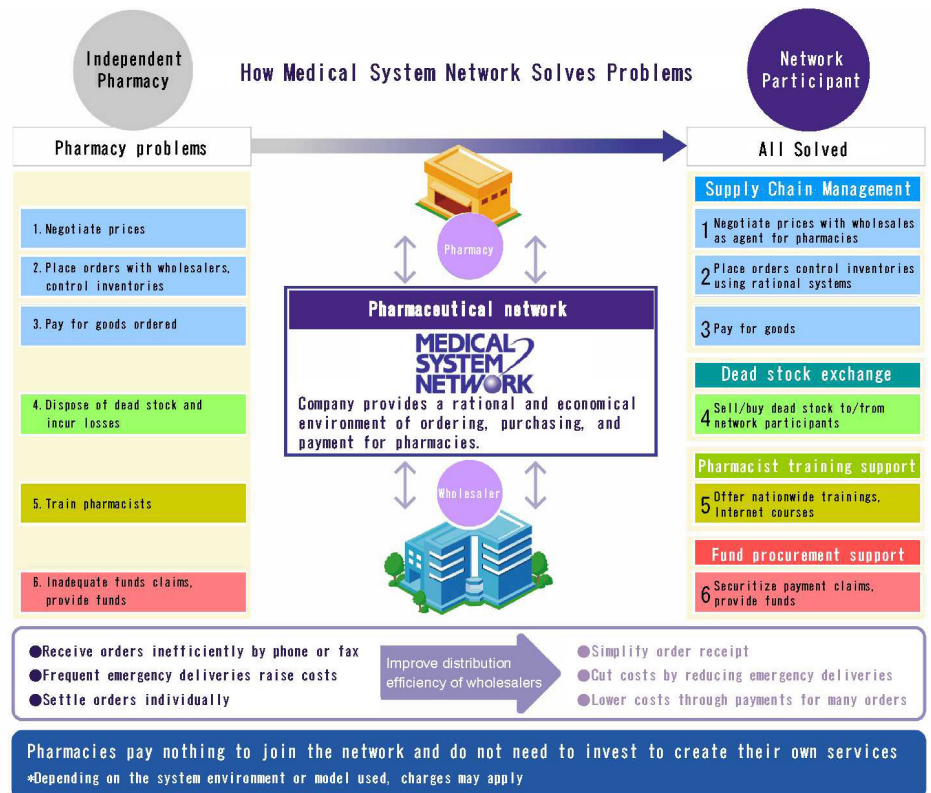 Independent
Pharmacy
How Medical System Network Solves Problems
Network
Participant
Pharmacy problems
All Solved
1. Negotiate prices
2. Place orders with wholesalers,
control inventories
3. Pay for goods ordered
4. Dispose of dead stock and
incur losses
5. Train pharmacists
6. Inadequate funds claims,
provide funds
Pharmacy
Pharmaceutical network
MEDICAL
SYSTEM
NETWORK
Company provides a rational and economical
environment of ordering, purchasing, and
payment for pharmacies.
Wholesaler
Supply Chain Management
1 Negotiate prices with wholesales
as agent for pharmacies
2 Place orders control inventories
using rational systems
3 Pay for goods
Dead stock exchange
4 Sell/buy dead stock to/from
network participants
Pharmacist training support
5 Offer nationwide trainings,
Internet courses
Fund procurement support
6 Securitize payment claims,
provide funds
●Receive orders inefficiently by phone or fax
●Frequent emergency deliveries raise costs
●Settle orders individually
Improve distribution
efficiency of wholesalers
●Simplify order receipt
●Cut costs by reducing emergency deliveries
●Lower costs through payments for many orders
Pharmacies pay nothing to join the network and do not need to invest to create their own services
*Depending on the system environment or model used, charges may apply